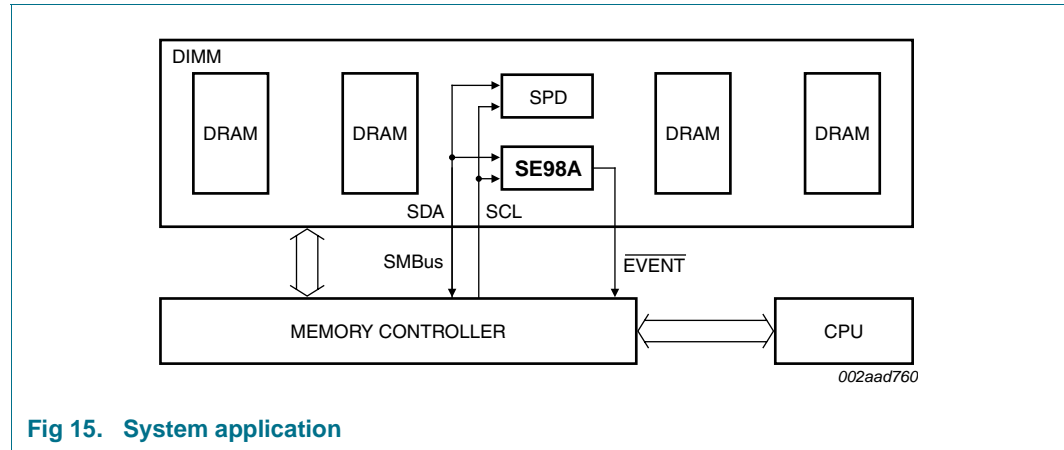 DIMM
DRAM
DRAM
SPD
SE98A
DRAM
DRAM
SDA
SCL
SMBus
EVENT
MEMORY CONTROLLER
CPU
002aad760
Fig 15. System application